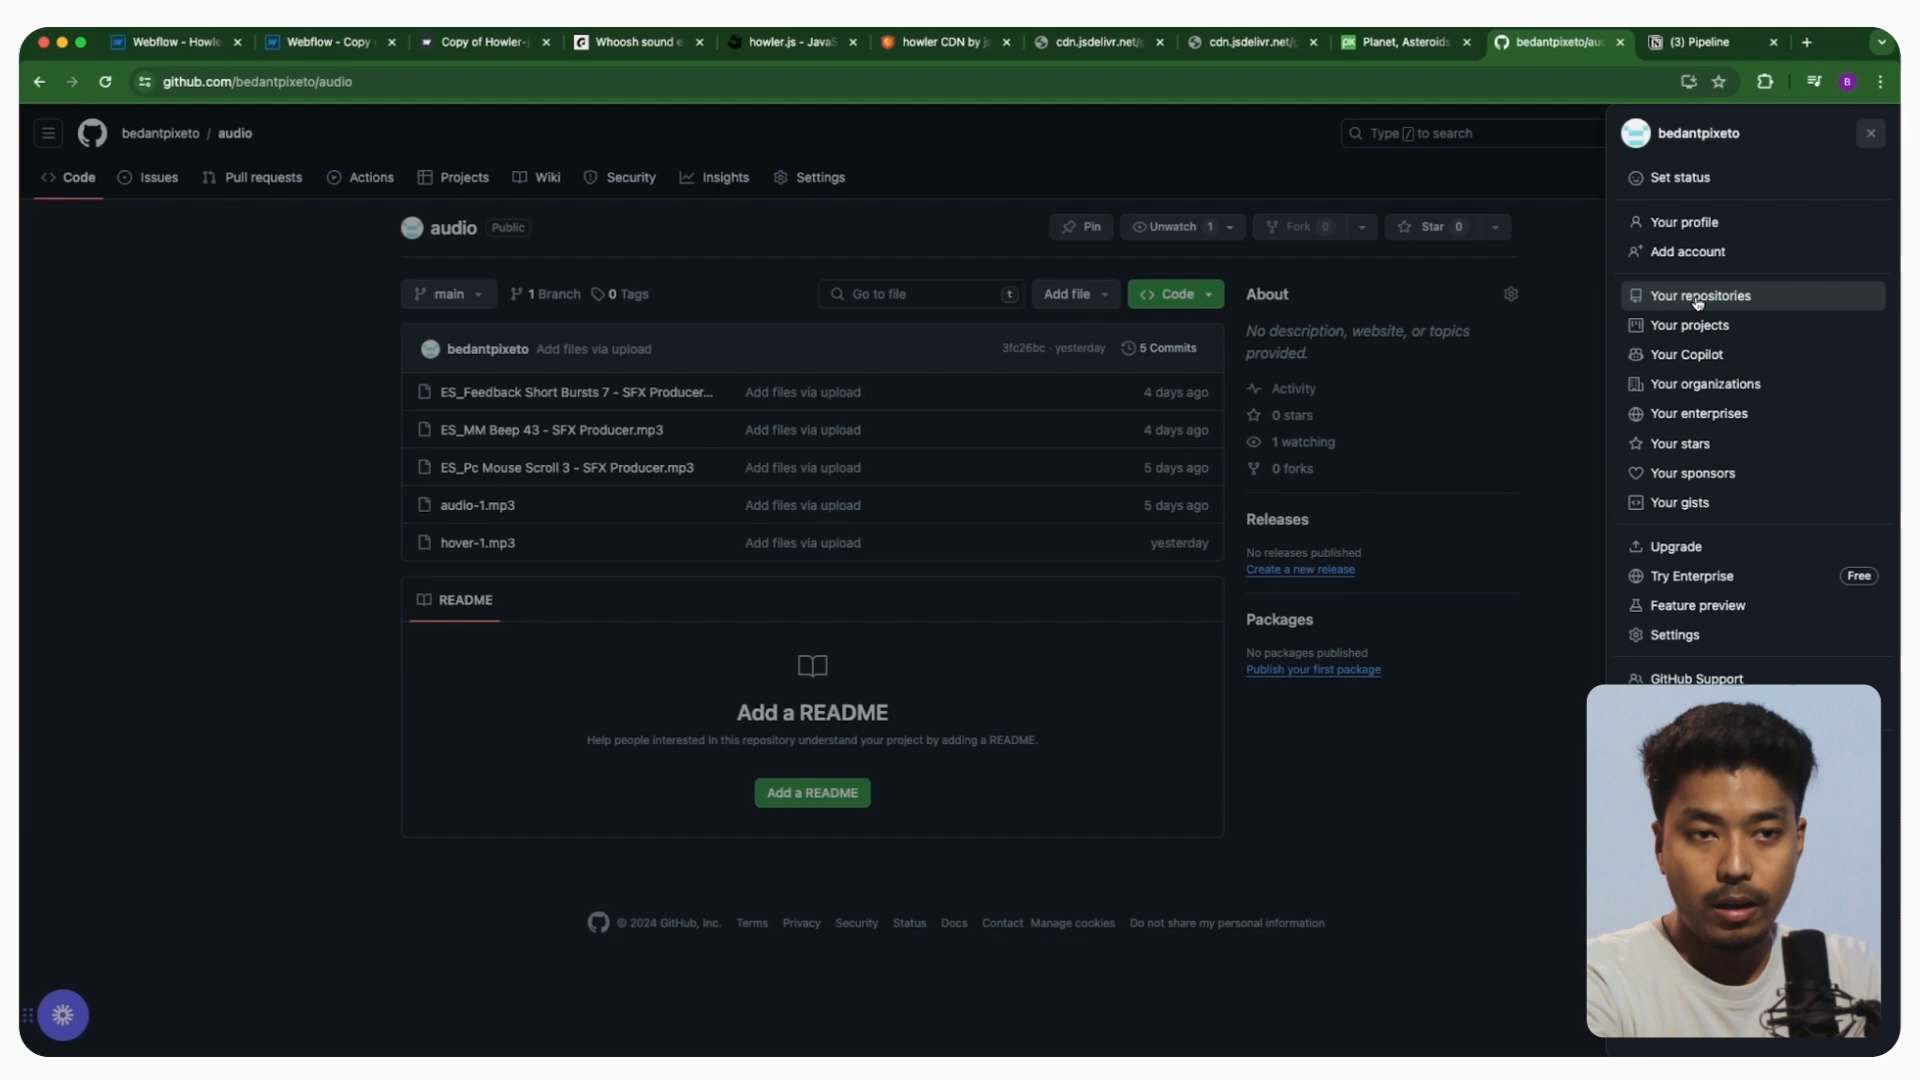 Webflow - Howle
Webflow - Copy
Copy of Howler-
Whoosh sound e
howler.js - JavaS
howler CDN by js
cdn.jsdelivr.net/
cdn.jsdelivr.net/
Planet, Asteroids
bedantpixeto/au
(3) Pipeline
github.com/bedantpixeto/audio
B
bedantpixeto / audio
Type / to search
Code
Issues
Pull requests
Actions
Projects
Wiki
Security
Insights
Settings
audio Public
Pin
Unwatch 1
Fork 0
Star 0
main
1 Branch
0 Tags
Go to file
t
Add file
Code
bedantpixeto Add files via upload
3fc26bc · yesterday
5 Commits
ES_Feedback Short Bursts 7 - SFX Producer... Add files via upload 4 days ago
ES_MM Beep 43 - SFX Producer.mp3 Add files via upload 4 days ago
ES_Pc Mouse Scroll 3 - SFX Producer.mp3 Add files via upload 5 days ago
audio-1.mp3 Add files via upload 5 days ago
hover-1.mp3 Add files via upload yesterday
README
Add a README
Help people interested in this repository understand your project by adding a README.
Add a README
About
No description, website, or topics
provided.
Activity
0 stars
1 watching
0 forks
Releases
No releases published
Create a new release
Packages
No packages published
Publish your first package
bedantpixeto
Set status
Your profile
Add account
Your repositories
Your projects
Your Copilot
Your organizations
Your enterprises
Your stars
Your sponsors
Your gists
Upgrade
Try Enterprise Free
Feature preview
Settings
GitHub Support
© 2024 GitHub, Inc. Terms Privacy Security Status Docs Contact Manage cookies Do not share my personal information